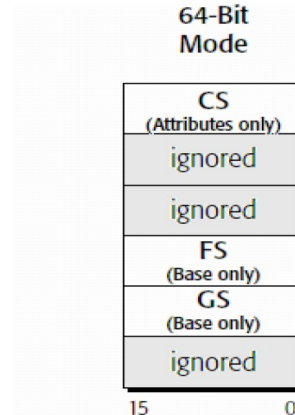 64-Bit
Mode
CS
(Attributes only)
ignored
ignored
FS
(Base only)
GS
(Base only)
ignored
15 0